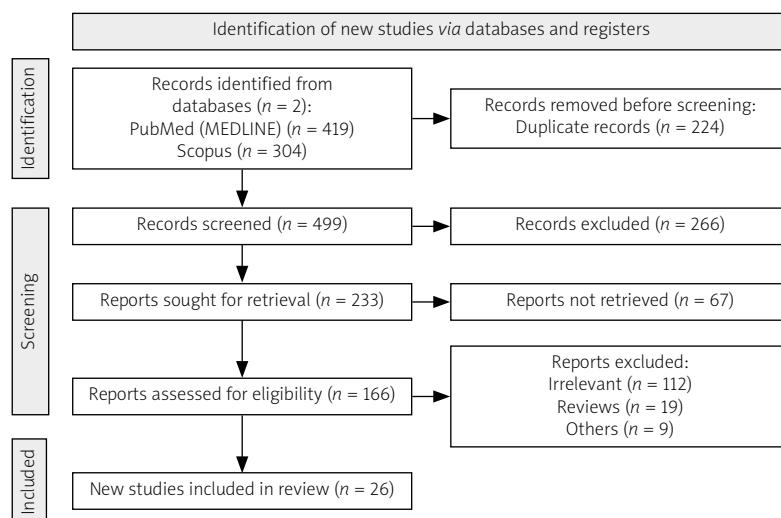 Identification of new studies via databases and registers
Identification
Records identified from
databases (n = 2):
PubMed (MEDLINE) (n = 419)
Scopus (n = 304)
Records removed before screening:
Duplicate records (n = 224)
Screening
Records screened (n = 499)
Records excluded (n = 266)
Reports sought for retrieval (n = 233)
Reports not retrieved (n = 67)
Reports assessed for eligibility (n = 166)
Reports excluded:
Irrelevant (n = 112)
Reviews (n = 19)
Others (n = 9)
Included
New studies included in review (n = 26)